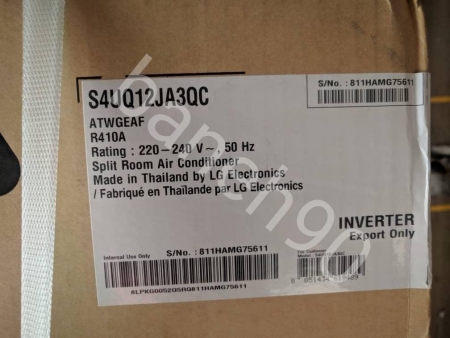 S/No. : 811HAMG75611
S4UQ12JA3QC
ATWGEAF
R410A
Rating : 220-240 V~, 50 Hz
Split Room Air Conditioner
Made in Thailand by LG Electronics
/ Fabriqué en Thaïlande par LG Electronics
INVERTER
Export Only
Internal Use Only
S/No. : 811HAMG75611
For Customer